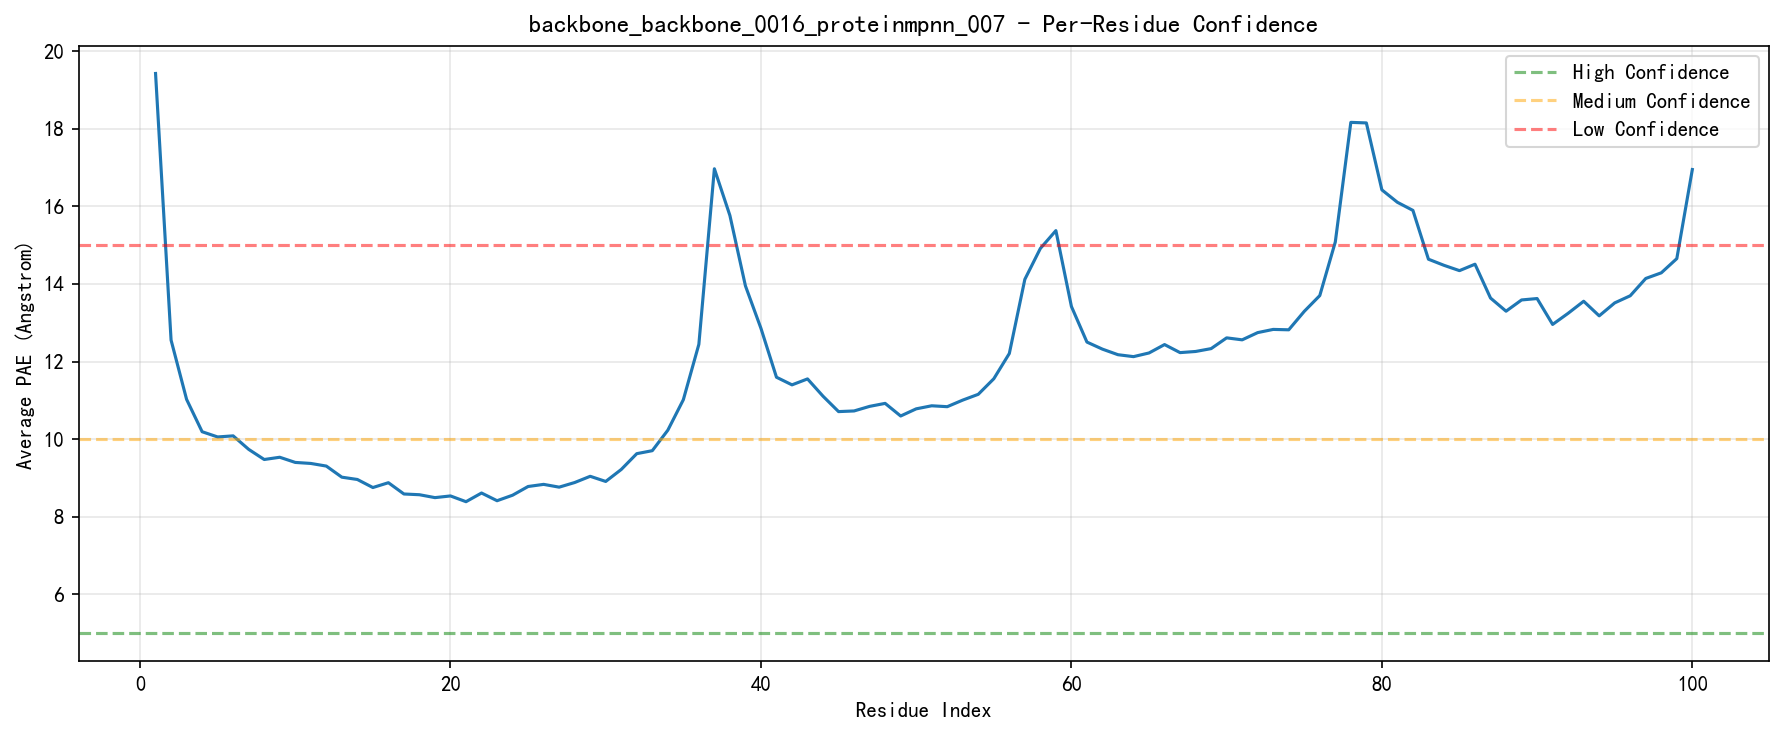 backbone_backbone_0016_proteinmpnn_007 - Per-Residue Confidence
High Confidence
Medium Confidence
Low Confidence
Average PAE (Angstrom)
20
18
16
14
12
10
8
6
0 20 40 60 80 100
Residue Index